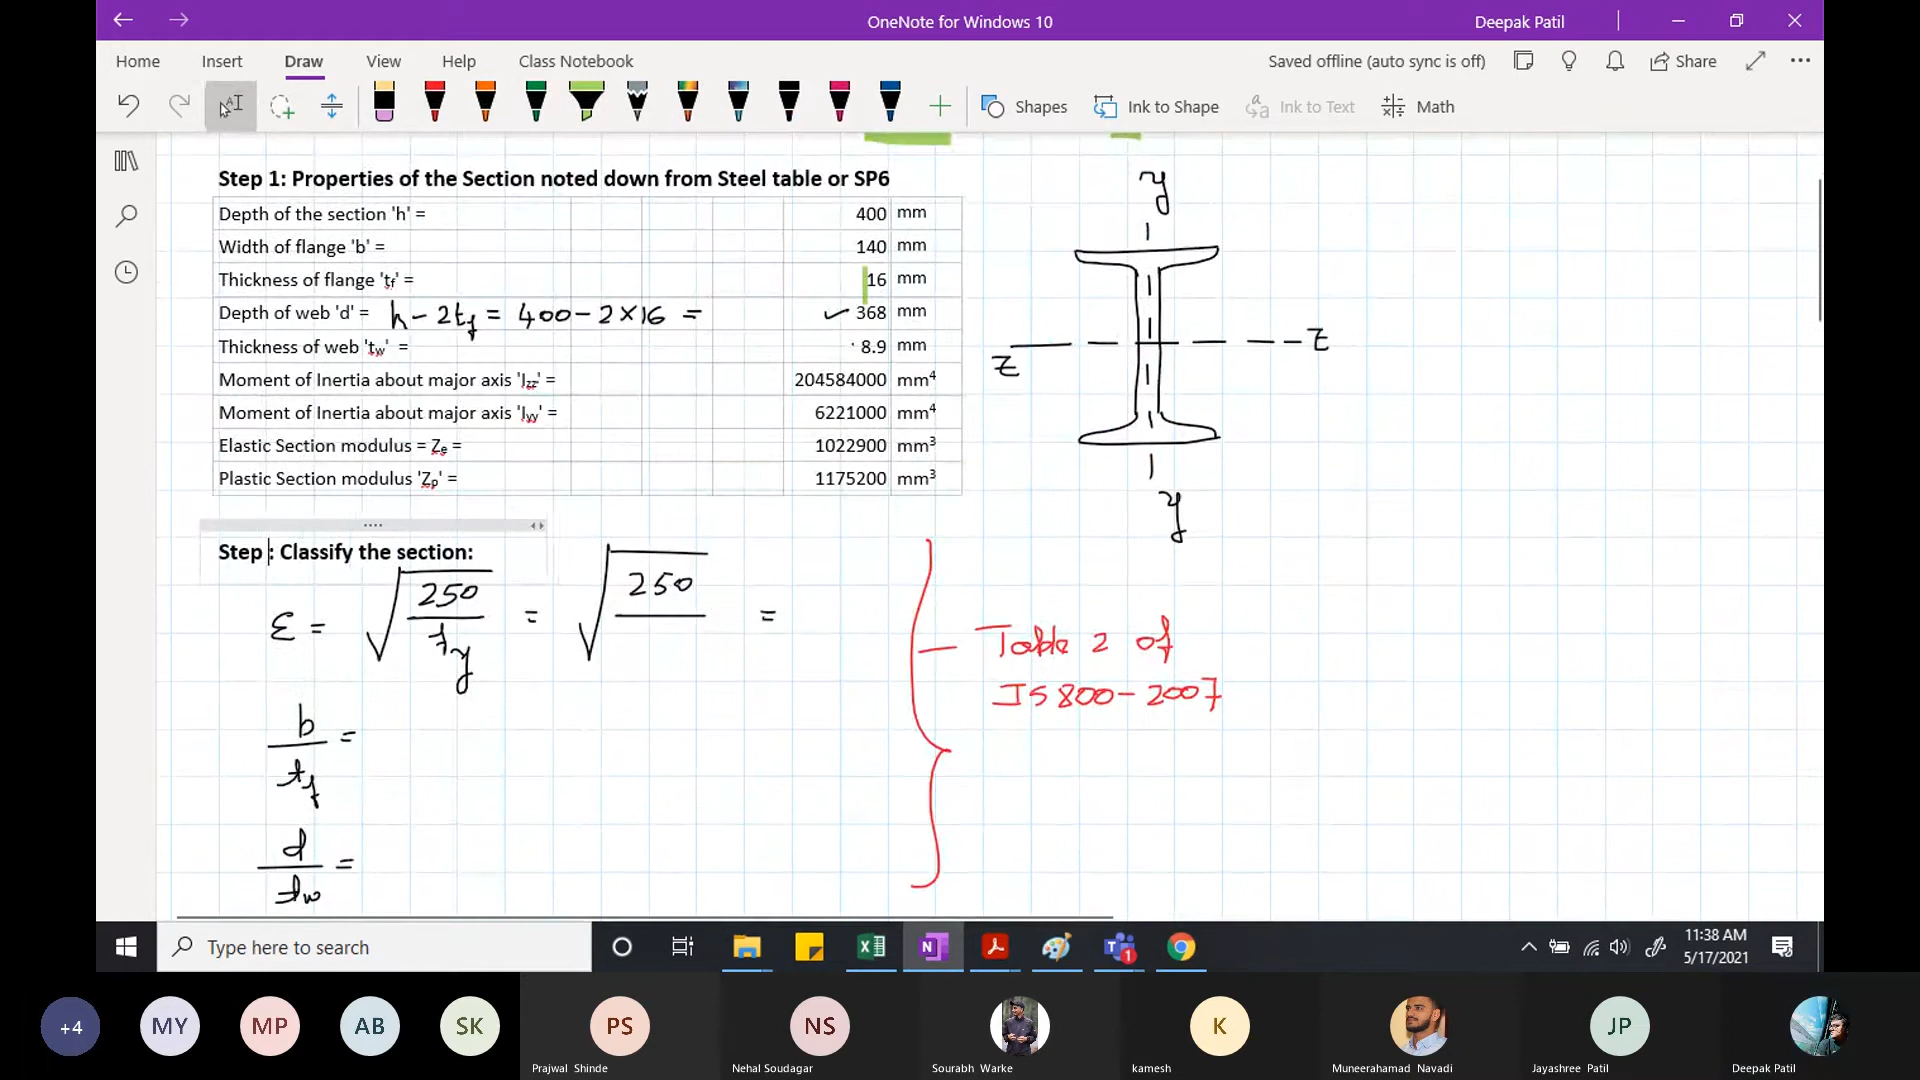 OneNote for Windows 10
Deepak Patil
Home Insert Draw View Help Class Notebook
Saved offline (auto sync is off) Share
Shapes Ink to Shape Ink to Text Math
Step 1: Properties of the Section noted down from Steel table or SP6
Depth of the section 'h' = 400 mm
Width of flange 'b' = 140 mm
Thickness of flange 'tf' = 16 mm
Depth of web 'd' = h - 2tf = 400 - 2 × 16 = ✓ 368 mm
Thickness of web 'tw' = 8.9 mm
Moment of Inertia about major axis 'Izz' = 204584000 mm⁴
Moment of Inertia about major axis 'Iyy' = 6221000 mm⁴
Elastic Section modulus = Ze = 1022900 mm³
Plastic Section modulus 'Zp' = 1175200 mm³
y
z z
y
Step : Classify the section:
ε = √(250/fy) = √(250/ ) =
Table 2 of
IS 800-2007
b/tf =
d/tw =
Type here to search
1
11:38 AM
5/17/2021
+4 MY MP AB SK PS NS K JP
Prajwal Shinde Nehal Soudagar Sourabh Warke kamesh Muneerahamad Navadi Jayashree Patil Deepak Patil